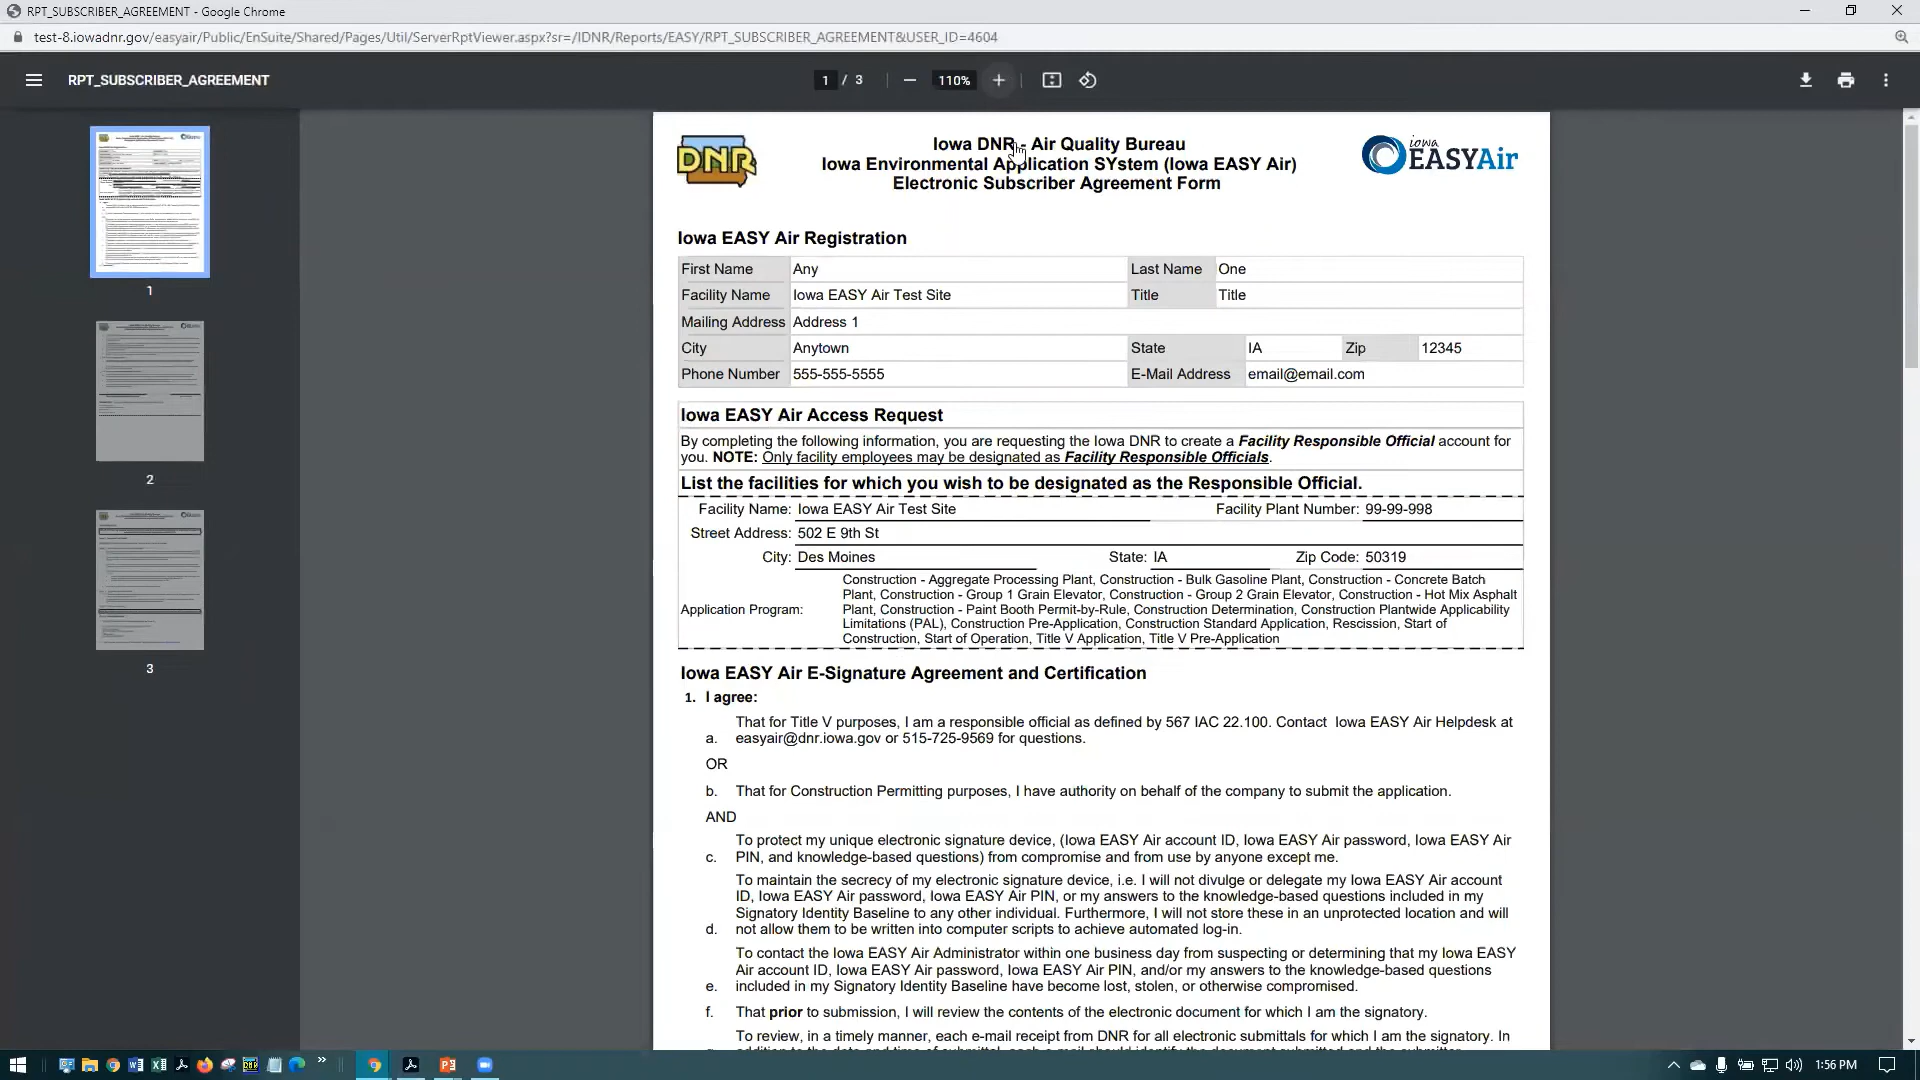 RPT_SUBSCRIBER_AGREEMENT - Google Chrome
test-8.iowadnr.gov/easyair/Public/EnSuite/Shared/Pages/Util/ServerRptViewer.aspx?sr=/IDNR/Reports/EASY/RPT_SUBSCRIBER_AGREEMENT&USER_ID=4604
RPT_SUBSCRIBER_AGREEMENT
1 / 3
110%
1
2
3
DNR
Iowa DNR - Air Quality Bureau
Iowa Environmental Application SYstem (Iowa EASY Air)
Electronic Subscriber Agreement Form
iowa
EASYAir
Iowa EASY Air Registration
First Name Any Last Name One
Facility Name Iowa EASY Air Test Site Title Title
Mailing Address Address 1
City Anytown State IA Zip 12345
Phone Number 555-555-5555 E-Mail Address email@email.com
Iowa EASY Air Access Request
By completing the following information, you are requesting the Iowa DNR to create a Facility Responsible Official account for
you. NOTE: Only facility employees may be designated as Facility Responsible Officials.
List the facilities for which you wish to be designated as the Responsible Official.
Facility Name: Iowa EASY Air Test Site Facility Plant Number: 99-99-998
Street Address: 502 E 9th St
City: Des Moines State: IA Zip Code: 50319
Construction - Aggregate Processing Plant, Construction - Bulk Gasoline Plant, Construction - Concrete Batch
Plant, Construction - Group 1 Grain Elevator, Construction - Group 2 Grain Elevator, Construction - Hot Mix Asphalt
Application Program: Plant, Construction - Paint Booth Permit-by-Rule, Construction Determination, Construction Plantwide Applicability
Limitations (PAL), Construction Pre-Application, Construction Standard Application, Rescission, Start of
Construction, Start of Operation, Title V Application, Title V Pre-Application
Iowa EASY Air E-Signature Agreement and Certification
1. I agree:
That for Title V purposes, I am a responsible official as defined by 567 IAC 22.100. Contact Iowa EASY Air Helpdesk at
a. easyair@dnr.iowa.gov or 515-725-9569 for questions.
OR
b. That for Construction Permitting purposes, I have authority on behalf of the company to submit the application.
AND
To protect my unique electronic signature device, (Iowa EASY Air account ID, Iowa EASY Air password, Iowa EASY Air
c. PIN, and knowledge-based questions) from compromise and from use by anyone except me.
To maintain the secrecy of my electronic signature device, i.e. I will not divulge or delegate my Iowa EASY Air account
ID, Iowa EASY Air password, Iowa EASY Air PIN, or my answers to the knowledge-based questions included in my
Signatory Identity Baseline to any other individual. Furthermore, I will not store these in an unprotected location and will
d. not allow them to be written into computer scripts to achieve automated log-in.
To contact the Iowa EASY Air Administrator within one business day from suspecting or determining that my Iowa EASY
Air account ID, Iowa EASY Air password, Iowa EASY Air PIN, and/or my answers to the knowledge-based questions
e. included in my Signatory Identity Baseline have become lost, stolen, or otherwise compromised.
f. That prior to submission, I will review the contents of the electronic document for which I am the signatory.
To review, in a timely manner, each e-mail receipt from DNR for all electronic submittals for which I am the signatory. In
1:56 PM